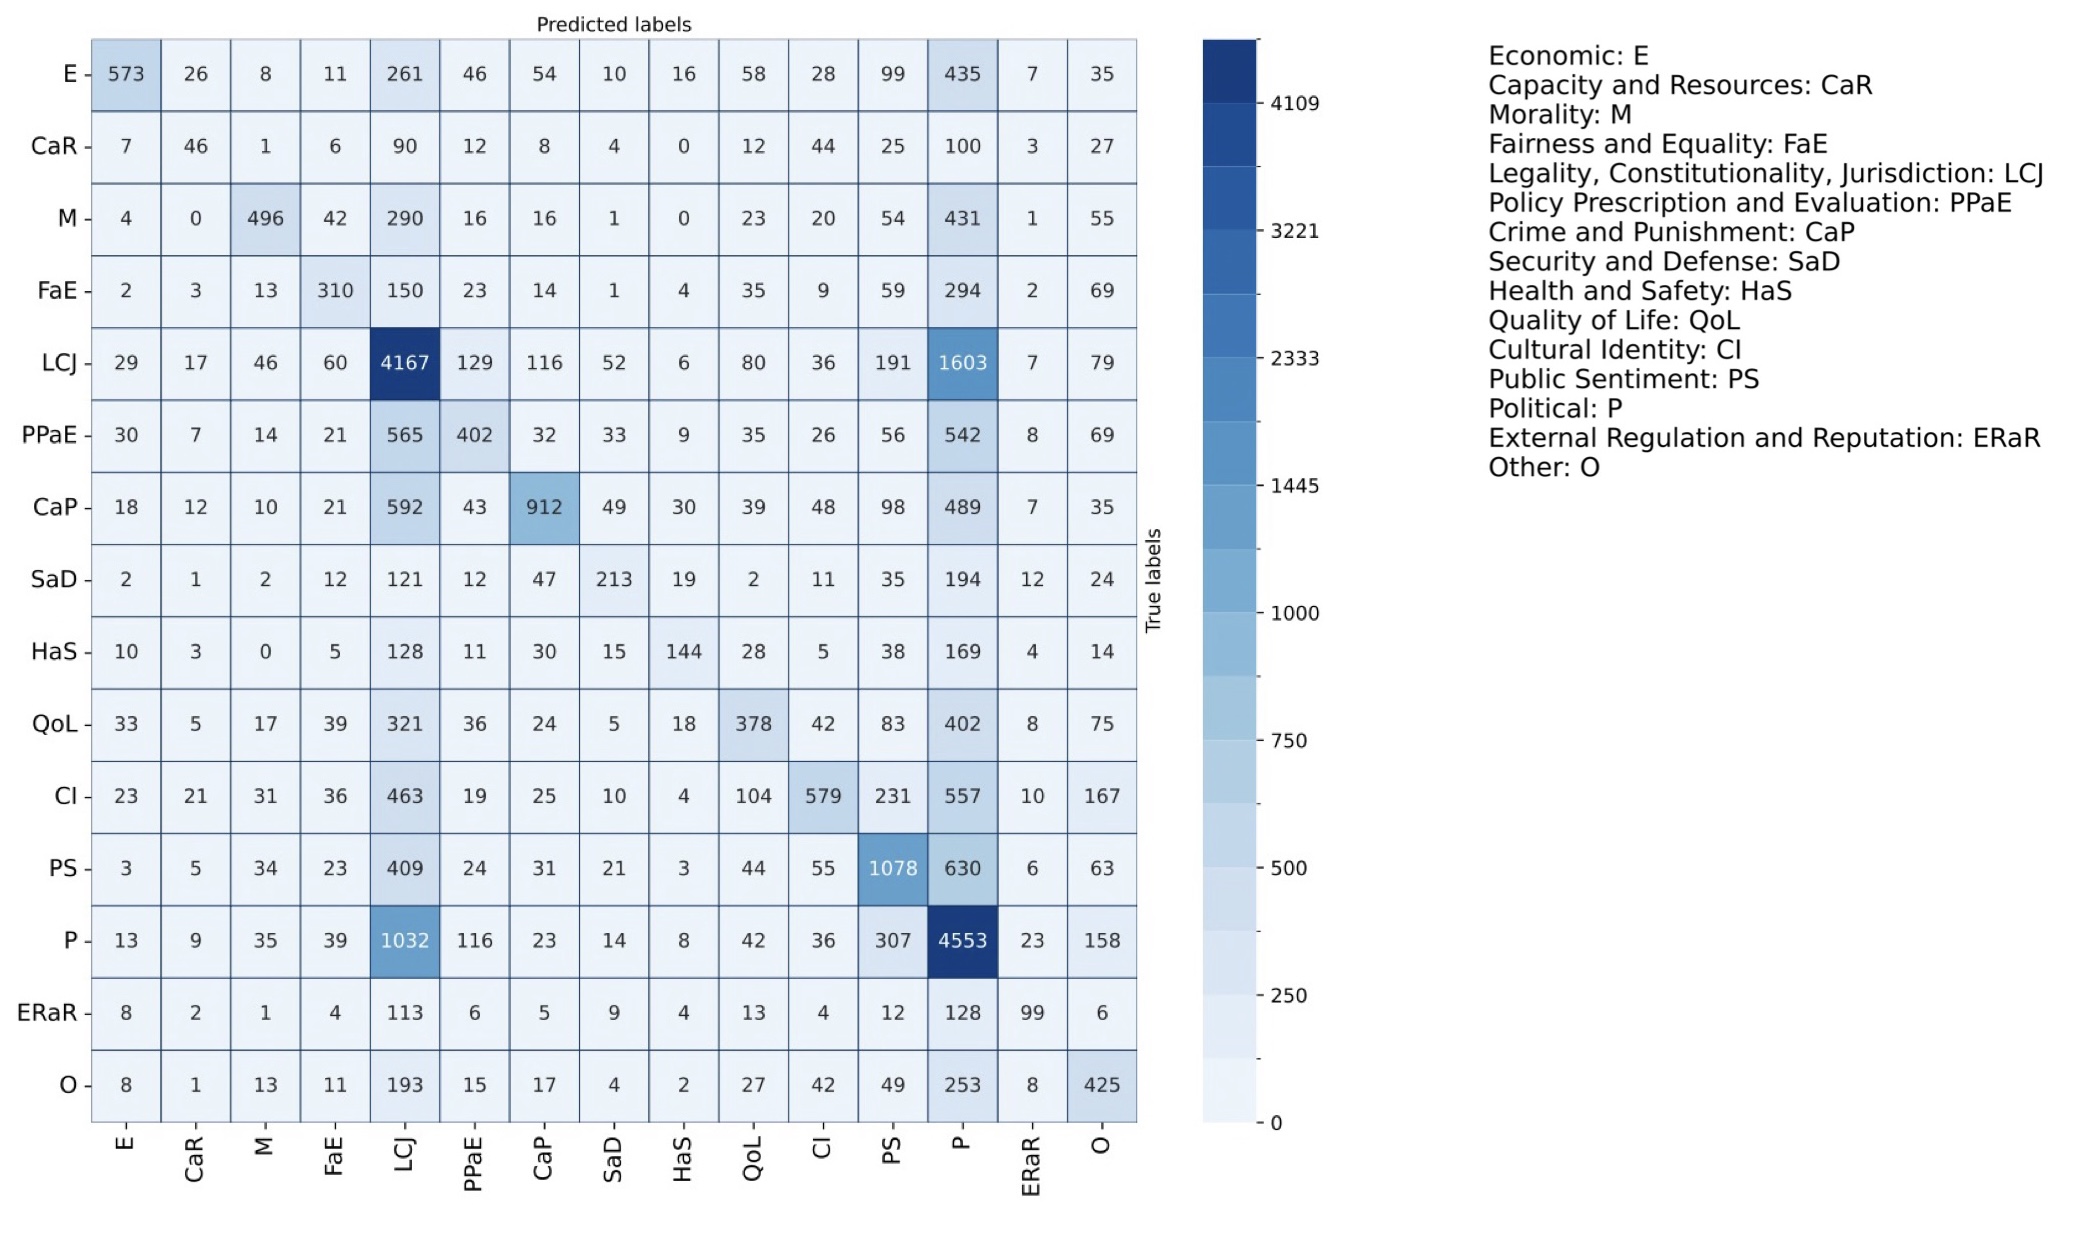 Predicted labels
E 573 26 8 11 261 46 54 10 16 58 28 99 435 7 35
CaR 7 46 1 6 90 12 8 4 0 12 44 25 100 3 27
M 4 0 496 42 290 16 16 1 0 23 20 54 431 1 55
FaE 2 3 13 310 150 23 14 1 4 35 9 59 294 2 69
LCJ 29 17 46 60 4167 129 116 52 6 80 36 191 1603 7 79
PPaE 30 7 14 21 565 402 32 33 9 35 26 56 542 8 69
CaP 18 12 10 21 592 43 912 49 30 39 48 98 489 7 35
SaD 2 1 2 12 121 12 47 213 19 2 11 35 194 12 24
HaS 10 3 0 5 128 11 30 15 144 28 5 38 169 4 14
QoL 33 5 17 39 321 36 24 5 18 378 42 83 402 8 75
CI 23 21 31 36 463 19 25 10 4 104 579 231 557 10 167
PS 3 5 34 23 409 24 31 21 3 44 55 1078 630 6 63
P 13 9 35 39 1032 116 23 14 8 42 36 307 4553 23 158
ERaR 8 2 1 4 113 6 5 9 4 13 4 12 128 99 6
O 8 1 13 11 193 15 17 4 2 27 42 49 253 8 425
E CaR M FaE LCJ PPaE CaP SaD HaS QoL CI PS P ERaR O
True labels
4109
3221
2333
1445
1000
750
500
250
0
Economic: E
Capacity and Resources: CaR
Morality: M
Fairness and Equality: FaE
Legality, Constitutionality, Jurisdiction: LCJ
Policy Prescription and Evaluation: PPaE
Crime and Punishment: CaP
Security and Defense: SaD
Health and Safety: HaS
Quality of Life: QoL
Cultural Identity: CI
Public Sentiment: PS
Political: P
External Regulation and Reputation: ERaR
Other: O